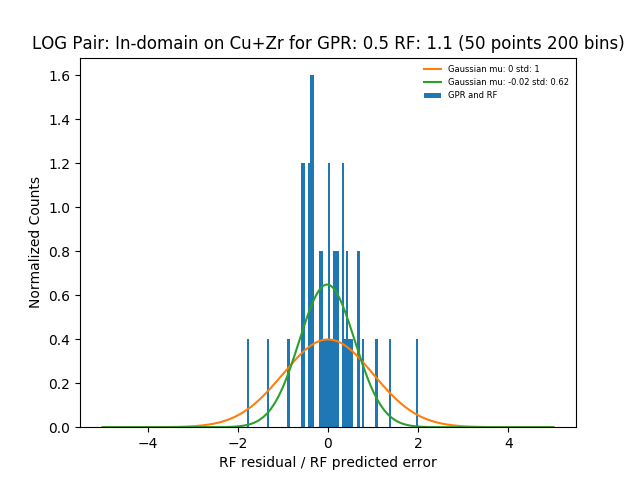 LOG Pair: In-domain on Cu+Zr for GPR: 0.5 RF: 1.1 (50 points 200 bins)
Gaussian mu: 0 std: 1
Gaussian mu: -0.02 std: 0.62
GPR and RF
Normalized Counts
1.6
1.4
1.2
1.0
0.8
0.6
0.4
0.2
0.0
−4 −2 0 2 4
RF residual / RF predicted error